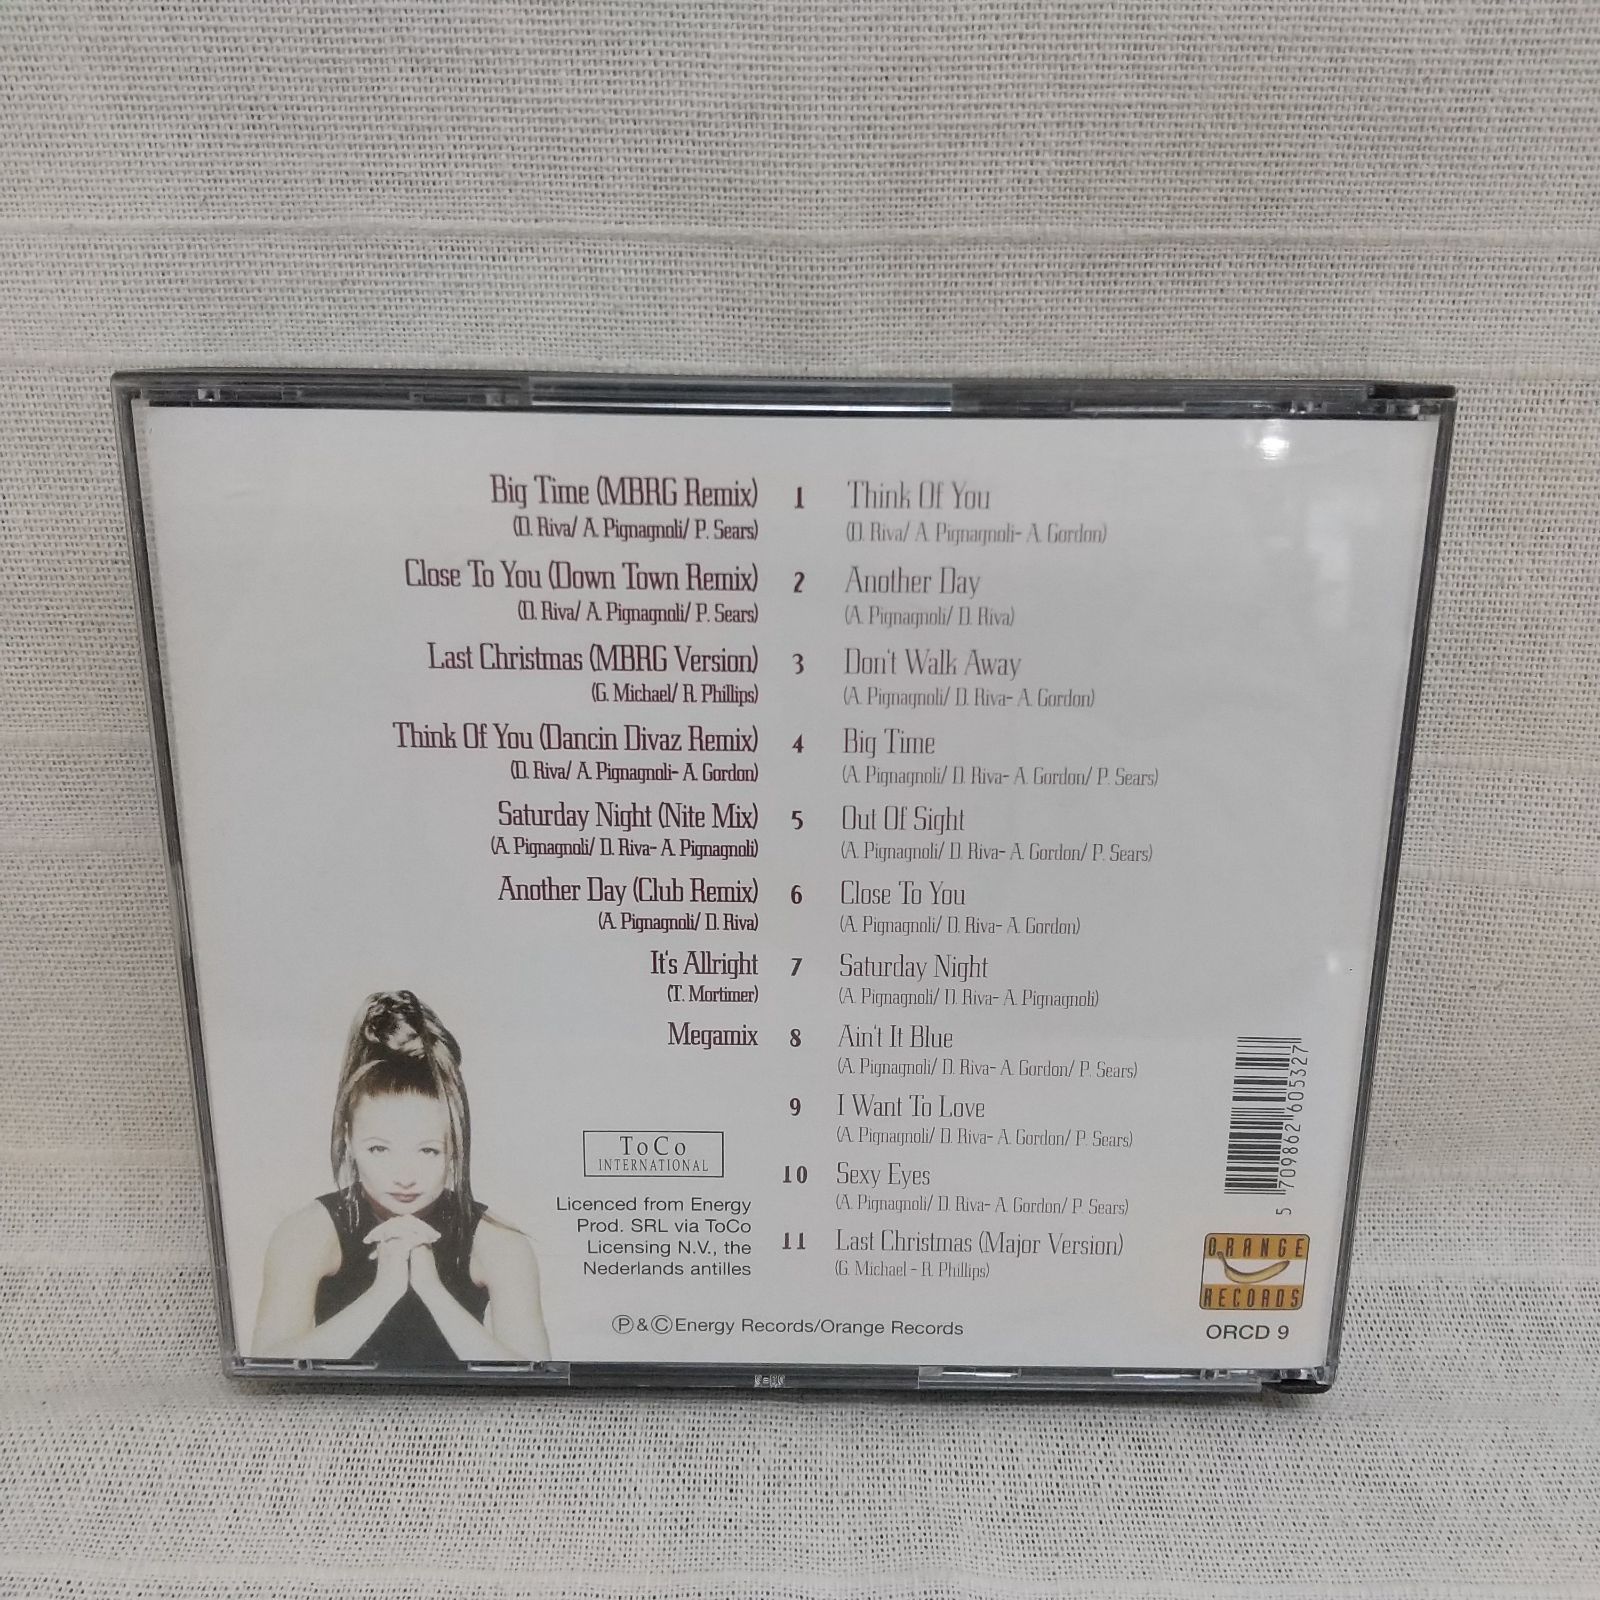 Big Time (MBRG Remix)
(D. Riva/ A. Pignagnoli/ P. Sears)
Close To You (Down Town Remix)
(D. Riva/ A. Pignagnoli/ P. Sears)
Last Christmas (MBRG Version)
(G. Michael/ R. Phillips)
Think Of You (Dancin Divaz Remix)
(D. Riva/ A. Pignagnoli- A. Gordon)
Saturday Night (Nite Mix)
(A. Pignagnoli/ D. Riva- A. Pignagnoli)
Another Day (Club Remix)
(A. Pignagnoli/ D. Riva)
It's Allright
(T. Mortimer)
Megamix
1 Think Of You
(D. Riva/ A. Pignagnoli- A. Gordon)
2 Another Day
(A. Pignagnoli/ D. Riva)
3 Don't Walk Away
(A. Pignagnoli/ D. Riva- A. Gordon)
4 Big Time
(A. Pignagnoli/ D. Riva- A. Gordon/ P. Sears)
5 Out Of Sight
(A. Pignagnoli/ D. Riva- A. Gordon/ P. Sears)
6 Close To You
(A. Pignagnoli/ D. Riva- A. Gordon)
7 Saturday Night
(A. Pignagnoli/ D. Riva- A. Pignagnoli)
8 Ain't It Blue
(A. Pignagnoli/ D. Riva- A. Gordon/ P. Sears)
9 I Want To Love
(A. Pignagnoli/ D. Riva- A. Gordon/ P. Sears)
10 Sexy Eyes
(A. Pignagnoli/ D. Riva- A. Gordon/ P. Sears)
11 Last Christmas (Major Version)
(G. Michael - R. Phillips)
ToCo
INTERNATIONAL
Licenced from Energy
Prod. SRL via ToCo
Licensing N.V., the
Nederlands antilles
Ⓟ & Ⓒ Energy Records/Orange Records
5 709862 605327
ORANGE
RECORDS
ORCD 9